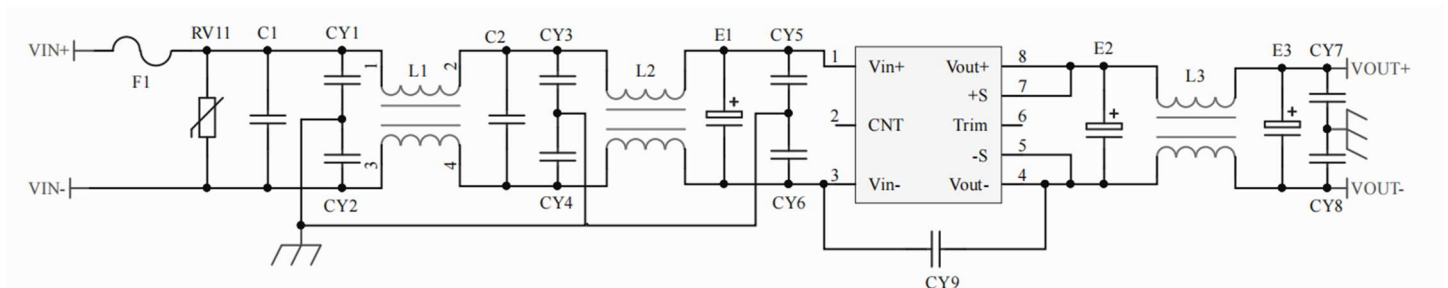 VIN+
F1
RV11
C1
CY1
1
L1
2
C2
CY3
L2
E1
CY5
1
Vin+
Vout+
8
E2
L3
E3
CY7
VOUT+
+S
7
+
2
CNT
Trim
6
+
+
-S
5
3
4
VIN-
CY2
CY4
CY6
3
Vin-
Vout-
4
CY8
VOUT-
CY9